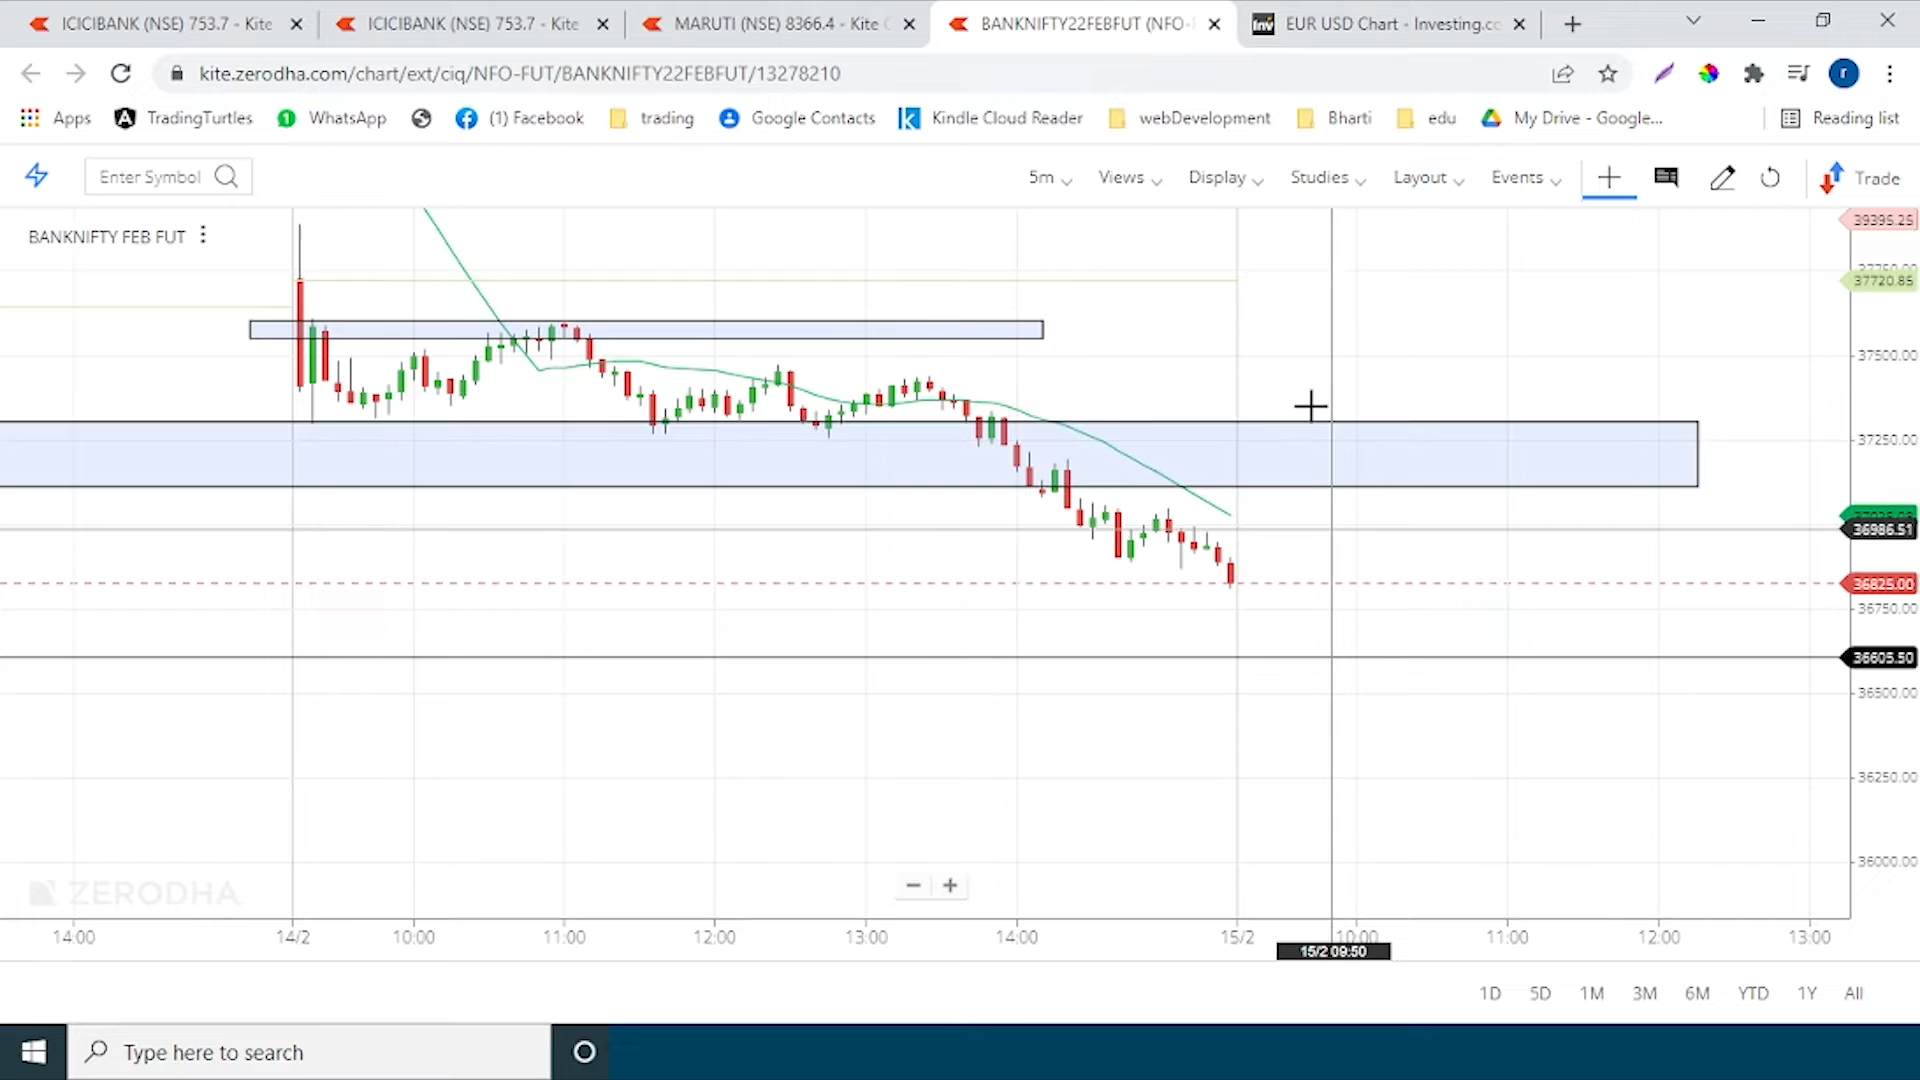 ICICIBANK (NSE) 753.7 - Kite
ICICIBANK (NSE) 753.7 - Kite
MARUTI (NSE) 8366.4 - Kite C
BANKNIFTY22FEBFUT (NFO-
Inv EUR USD Chart - Investing.co
kite.zerodha.com/chart/ext/ciq/NFO-FUT/BANKNIFTY22FEBFUT/13278210
r
Apps
TradingTurtles
WhatsApp
(1) Facebook
trading
Google Contacts
Kindle Cloud Reader
webDevelopment
Bharti
edu
My Drive - Google...
Reading list
Enter Symbol
5m
Views
Display
Studies
Layout
Events
Trade
BANKNIFTY FEB FUT
39395.25
37720.85
37500.00
37250.00
36986.51
36825.00
36750.00
36605.50
36500.00
36250.00
36000.00
ZERODHA
14:00 14/2 10:00 11:00 12:00 13:00 14:00 15/2 10:00 11:00 12:00 13:00
15/2 09:50
1D 5D 1M 3M 6M YTD 1Y All
Type here to search